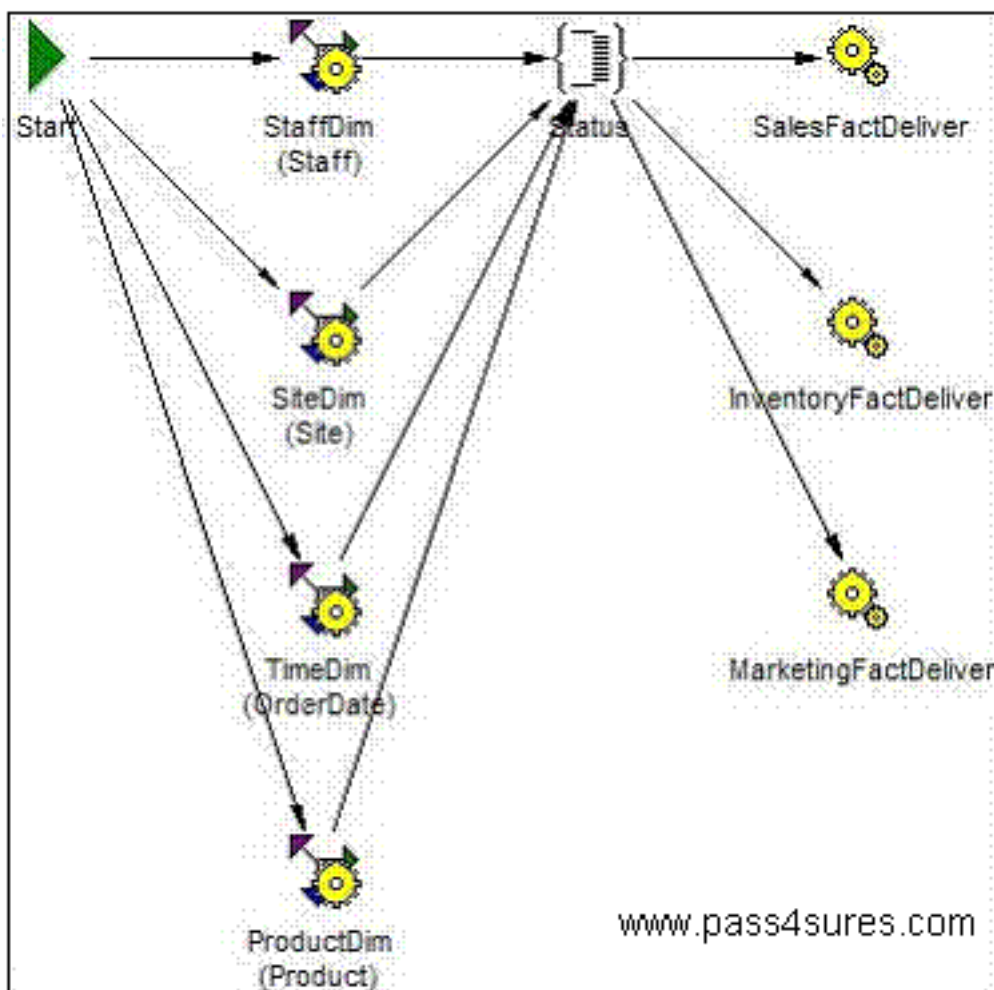 Start
StaffDim
(Staff)
Status
SalesFactDeliver
SiteDim
(Site)
InventoryFactDeliver
TimeDim
(OrderDate)
MarketingFactDeliver
ProductDim
(Product)
www.pass4sures.com